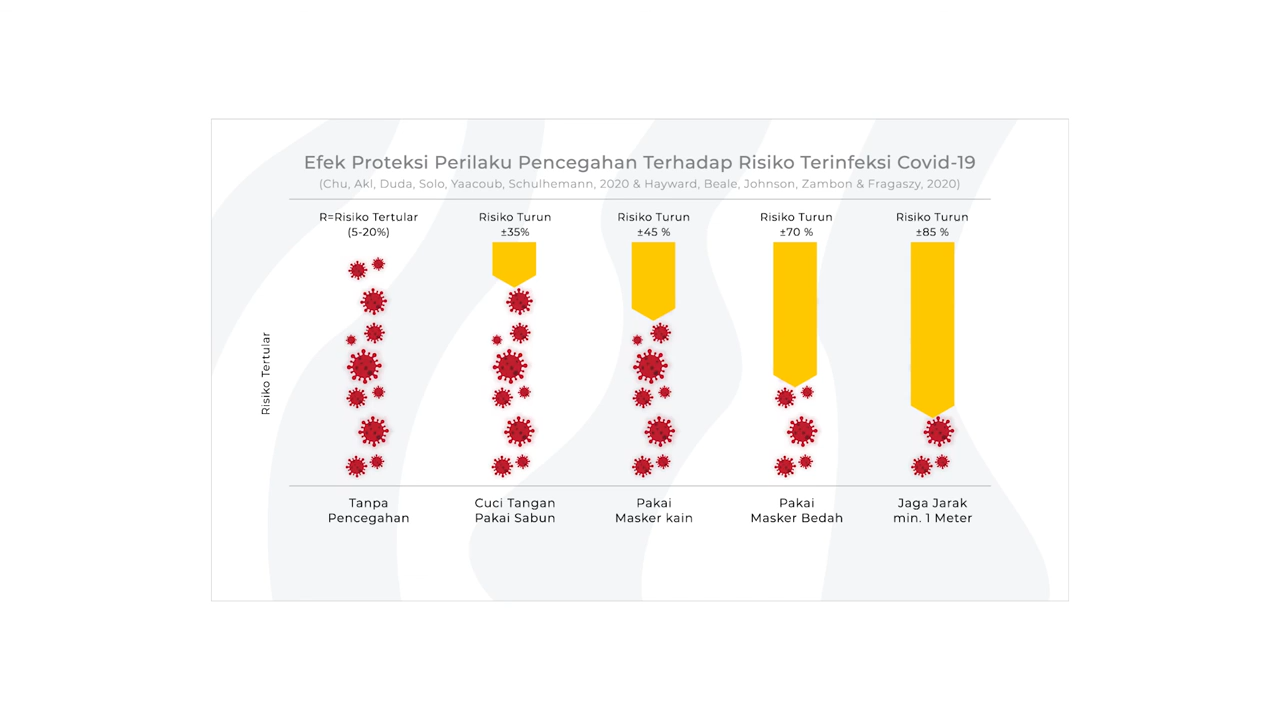 Efek Proteksi Perilaku Pencegahan Terhadap Risiko Terinfeksi Covid-19
(Chu, Akl, Duda, Solo, Yaacoub, Schulhemann, 2020 & Hayward, Beale, Johnson, Zambon & Fragaszy, 2020)
R=Risiko Tertular
(5-20%)
Risiko Turun
±35%
Risiko Turun
±45 %
Risiko Turun
±70 %
Risiko Turun
±85 %
Risiko Tertular
Tanpa
Pencegahan
Cuci Tangan
Pakai Sabun
Pakai
Masker kain
Pakai
Masker Bedah
Jaga Jarak
min. 1 Meter